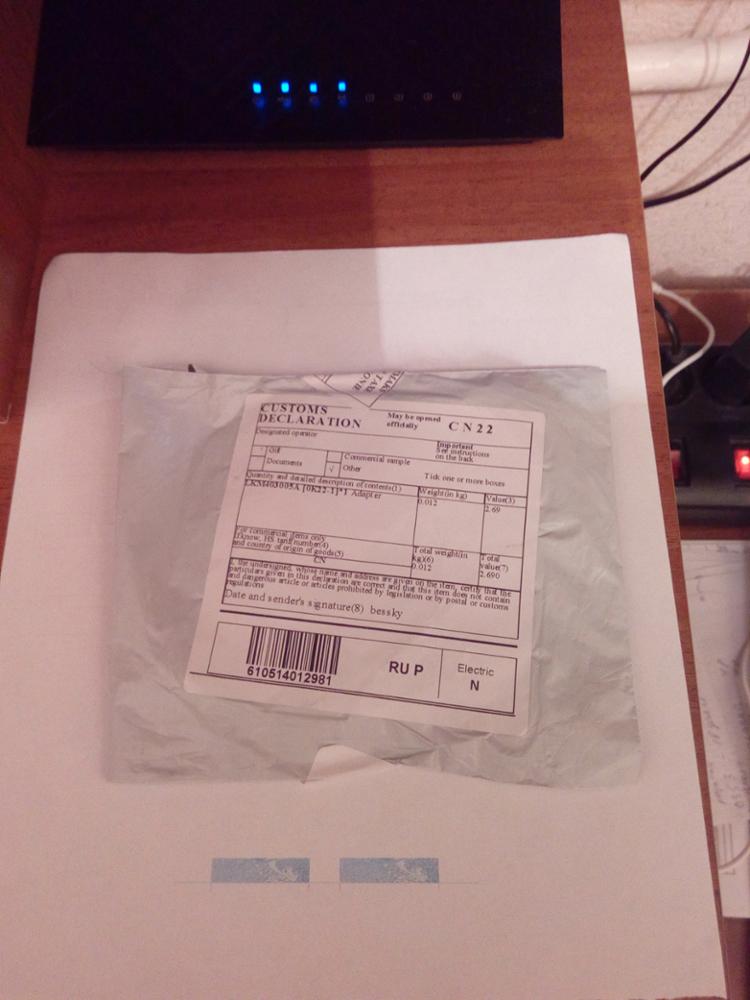 CUSTOMS
DECLARATION
May be opened
officially
CN22
Designated operator
Important
See instructions
on the back
Gift
Documents
Commercial sample
√ Other
Tick one or more boxes
Quantity and detailed description of contents(1)
Weight(in kg)
Value(3)
LKM403005A [0K22-1]*1 Adapter
0.012
2.69
For commercial items only
Ifknow, HS tariff number(4)
and country of origin of goods(5)
CN
Total weight(in
kg)(6)
0.012
Total
value(7)
2.690
I, the undersigned, whose name and address are given on the item, certify that the
particulars given in this declaration are correct and that this item does not contain
any dangerous article or articles prohibited by legislation or by postal or customs
regulations
Date and sender's signature(8) bessky
610514012981
RU P
Electric
N